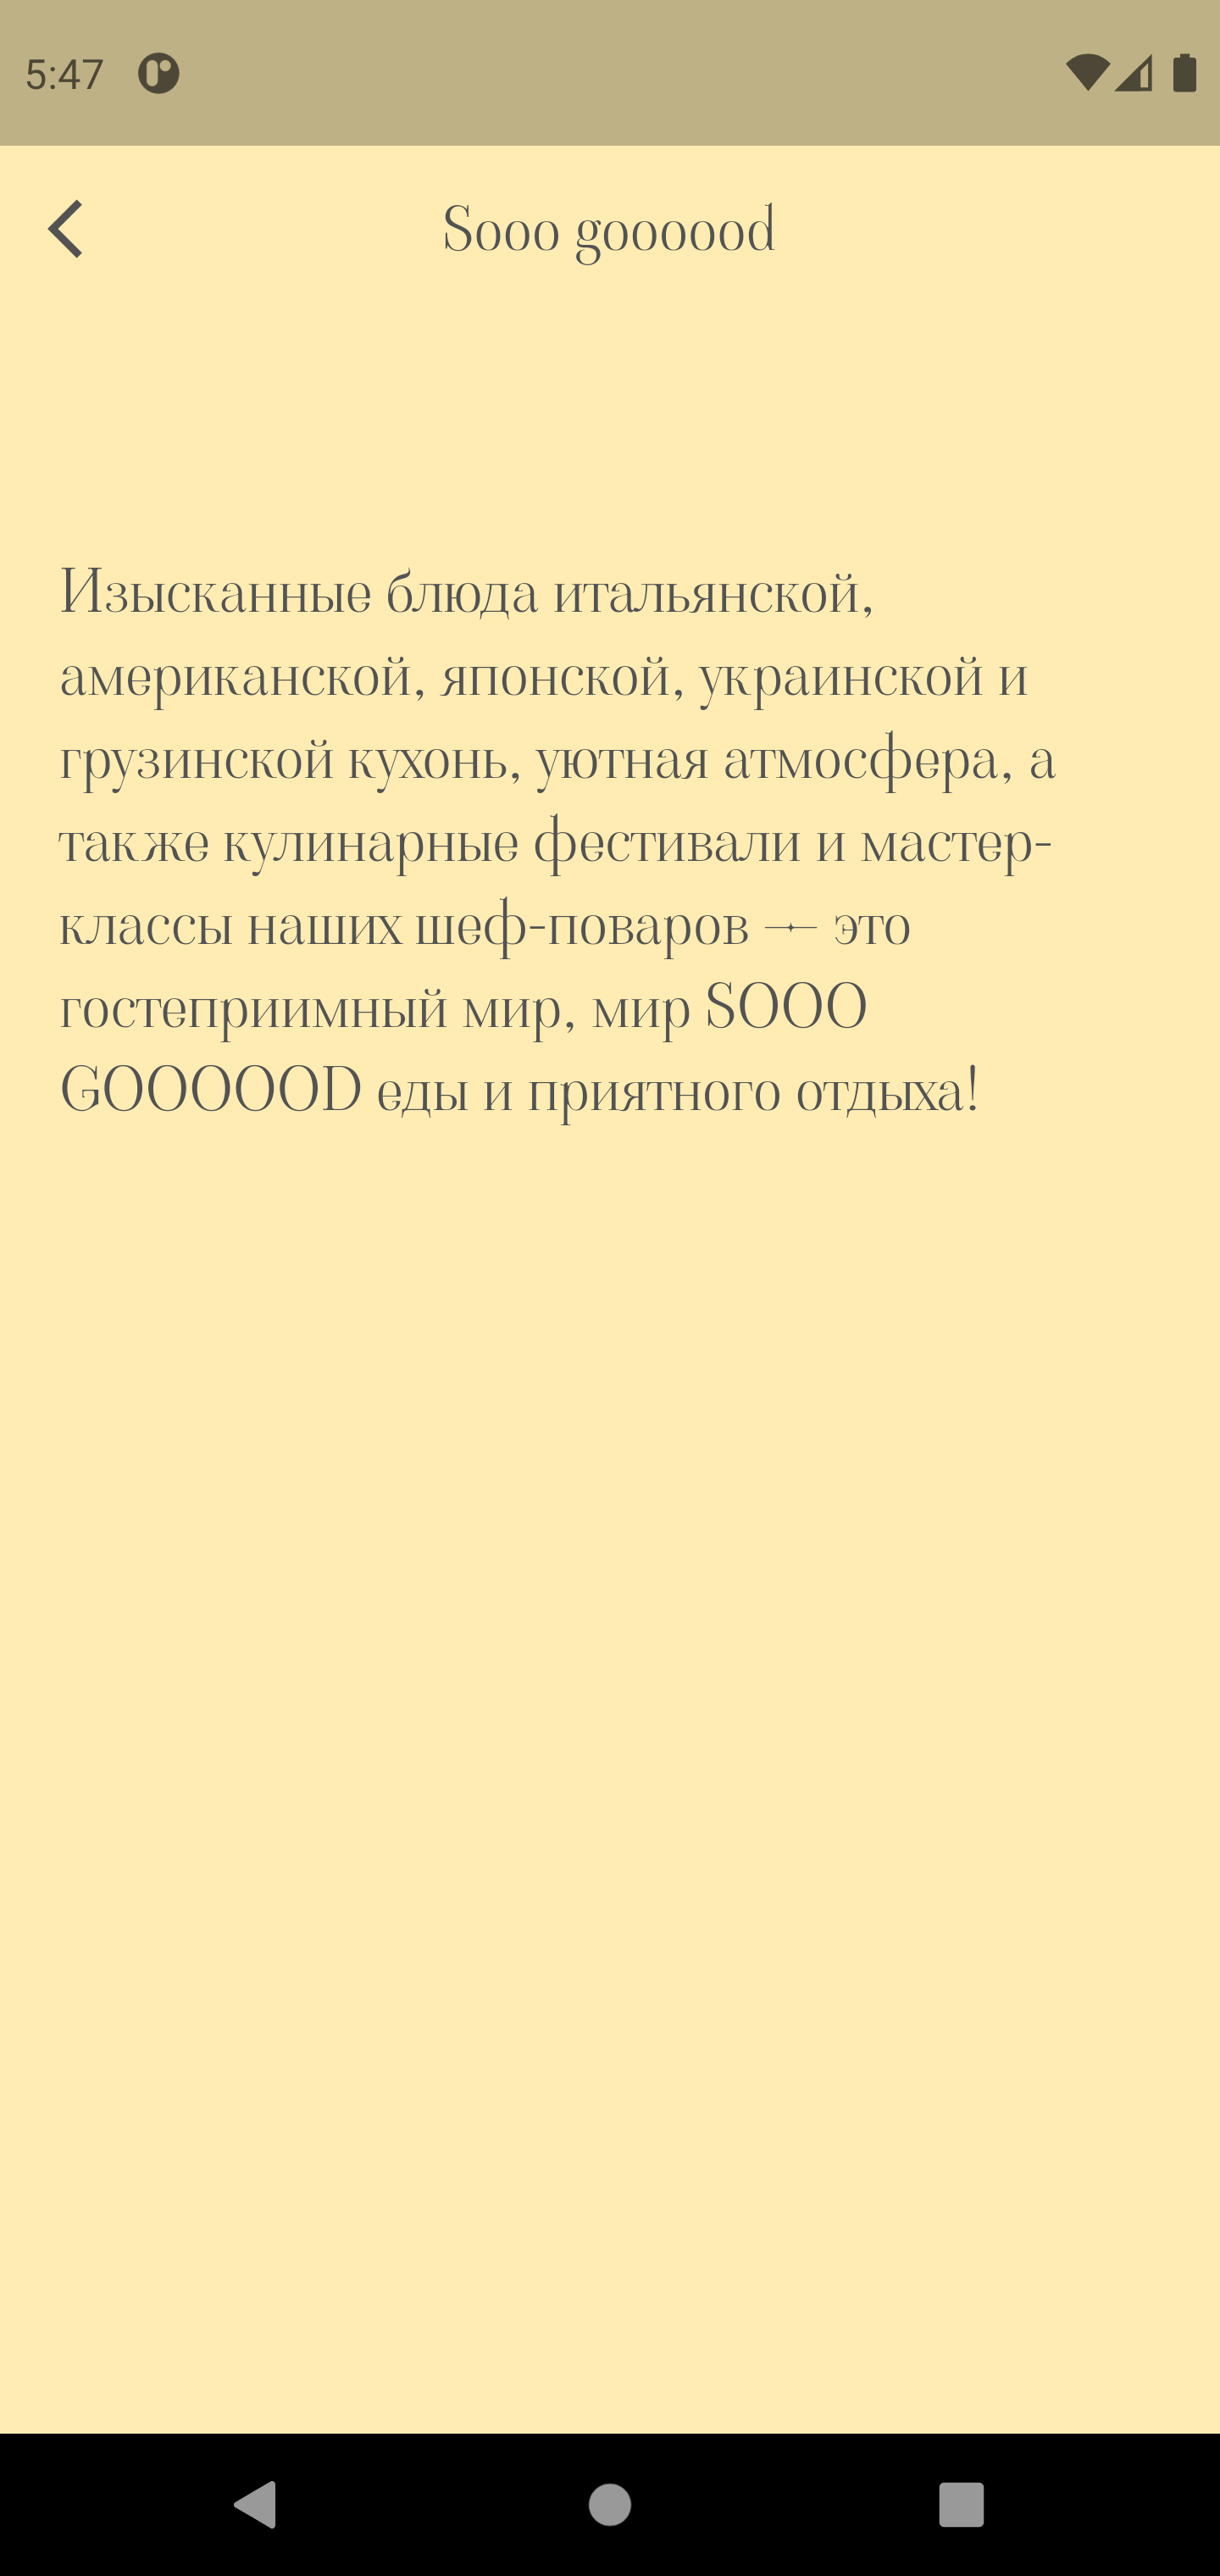 5:47
Sooo goooood
Изысканные блюда итальянской,
американской, японской, украинской и
грузинской кухонь, уютная атмосфера, а
также кулинарные фестивали и мастер-
классы наших шеф-поваров — это
гостеприимный мир, мир SOOO
GOOOOOD еды и приятного отдыха!